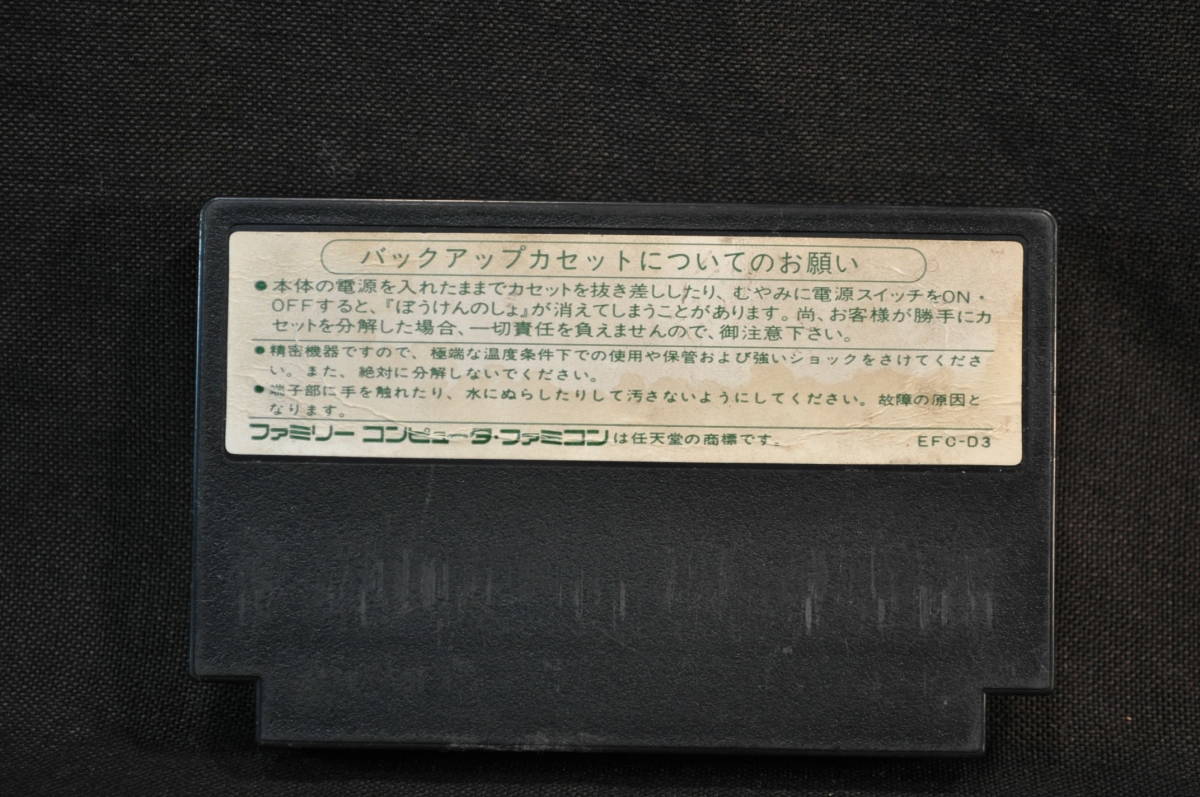 バックアップカセットについてのお願い
●本体の電源を入れたままでカセットを抜き差ししたり、むやみに電源スイッチをON・
OFFすると、『ぼうけんのしょ』が消えてしまうことがあります。尚、お客様が勝手にカ
セットを分解した場合、一切責任を負えませんので、御注意下さい。
●精密機器ですので、極端な温度条件下での使用や保管および強いショックをさけてくださ
い。また、絶対に分解しないでください。
●端子部に手を触れたり、水にぬらしたりして汚さないようにしてください。故障の原因と
なります。
ファミリーコンピュータ・ファミコンは任天堂の商標です。 EFC-D3